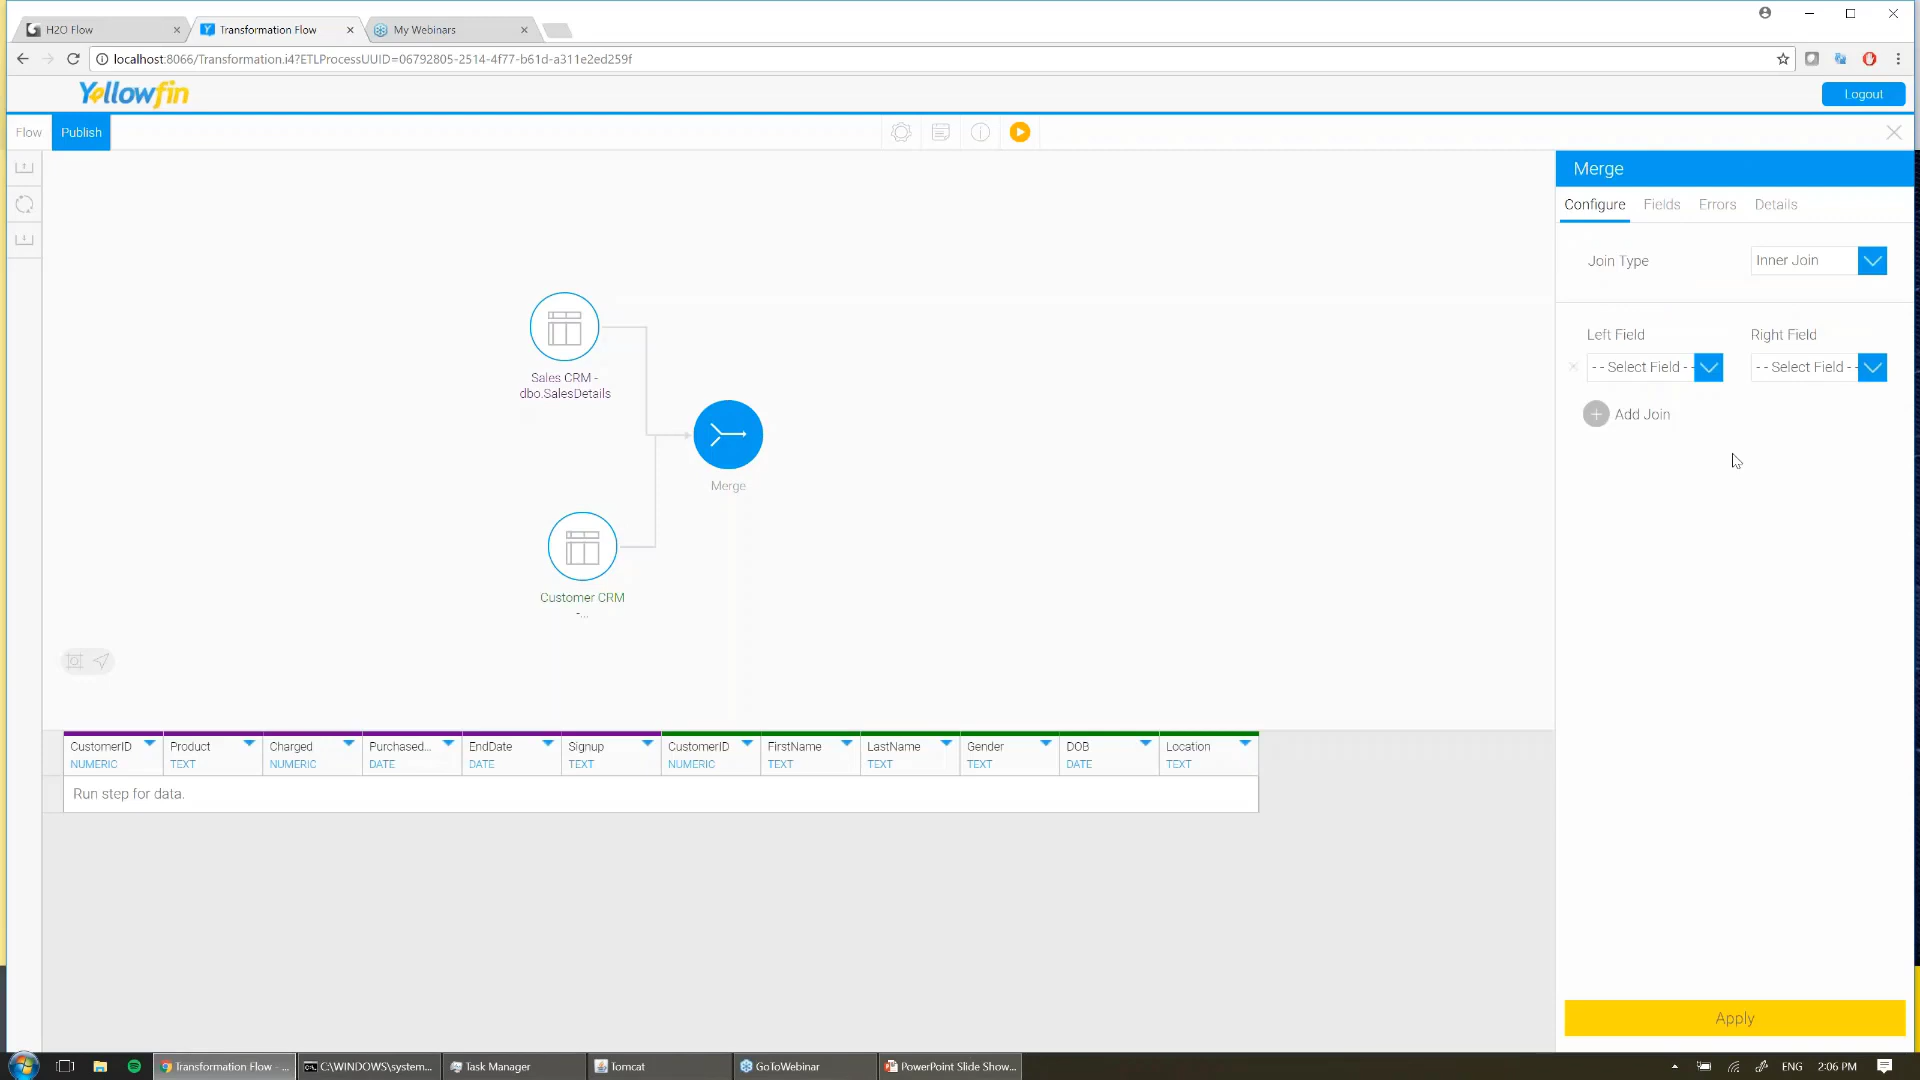 H2O Flow
Transformation Flow
My Webinars
localhost:8066/Transformation.i4?ETLProcessUUID=06792805-2514-4f77-b61d-a311e2ed259f
Yellowfin
Logout
Flow
Publish
Merge
Configure
Fields
Errors
Details
Join Type
Inner Join
Left Field
Right Field
- - Select Field - -
- - Select Field - -
Add Join
Sales CRM -
dbo.SalesDetails
Merge
Customer CRM
-...
CustomerID
Product
Charged
Purchased...
EndDate
Signup
CustomerID
FirstName
LastName
Gender
DOB
Location
NUMERIC
TEXT
NUMERIC
DATE
DATE
TEXT
NUMERIC
TEXT
TEXT
TEXT
DATE
TEXT
Run step for data.
Apply
Transformation Flow - ...
C:\WINDOWS\system...
Task Manager
Tomcat
GoToWebinar
PowerPoint Slide Show...
ENG
2:06 PM